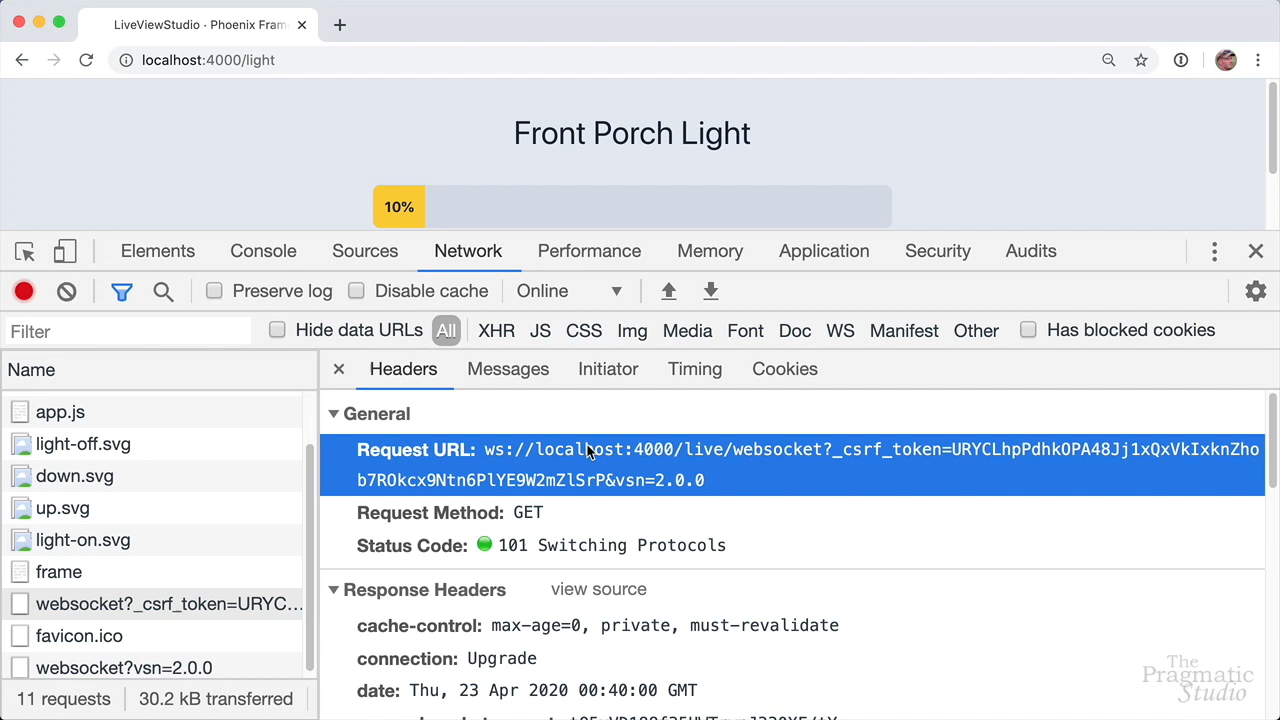 LiveViewStudio · Phoenix Fram
localhost:4000/light
Front Porch Light
10%
Elements Console Sources Network Performance Memory Application Security Audits
Preserve log Disable cache Online
Filter Hide data URLs All XHR JS CSS Img Media Font Doc WS Manifest Other Has blocked cookies
Name Headers Messages Initiator Timing Cookies
app.js
light-off.svg
down.svg
up.svg
light-on.svg
frame
websocket?_csrf_token=URYC...
favicon.ico
websocket?vsn=2.0.0
11 requests 30.2 kB transferred
General
Request URL: ws://localhost:4000/live/websocket?_csrf_token=URYCLhpPdhkOPA48Jj1xQxVkIxknZho
b7ROkcx9Ntn6PlYE9W2mZlSrP&vsn=2.0.0
Request Method: GET
Status Code: 101 Switching Protocols
Response Headers view source
cache-control: max-age=0, private, must-revalidate
connection: Upgrade
date: Thu, 23 Apr 2020 00:40:00 GMT
The
Pragmatic
Studio